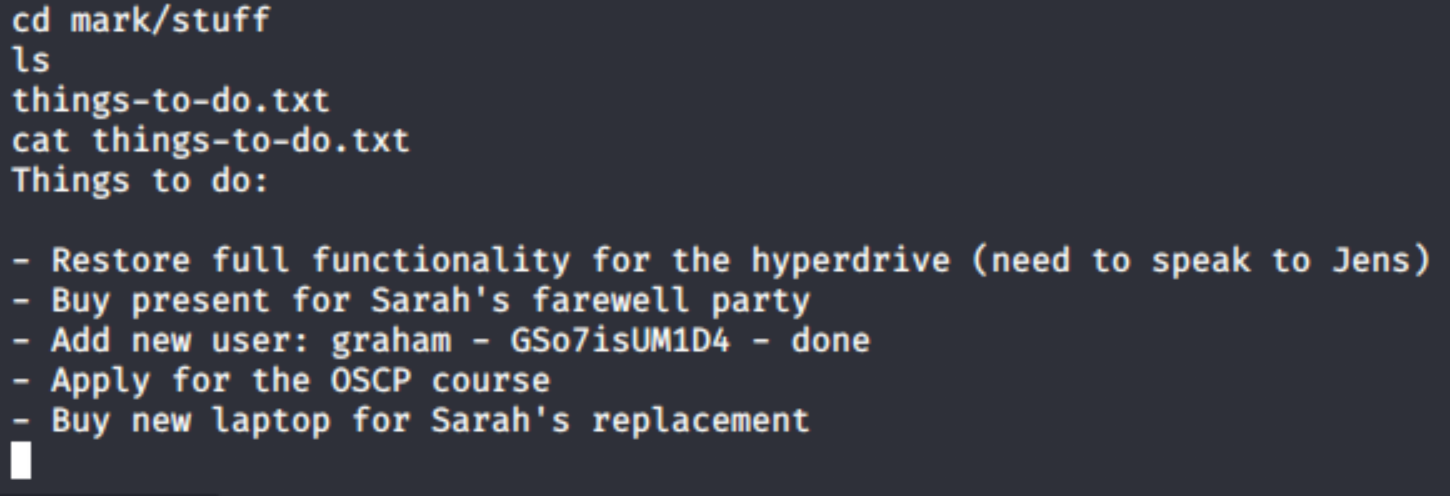 cd mark/stuff
ls
things-to-do.txt
cat things-to-do.txt
Things to do:
- Restore full functionality for the hyperdrive (need to speak to Jens)
- Buy present for Sarah's farewell party
- Add new user: graham - GSo7isUM1D4 - done
- Apply for the OSCP course
- Buy new laptop for Sarah's replacement